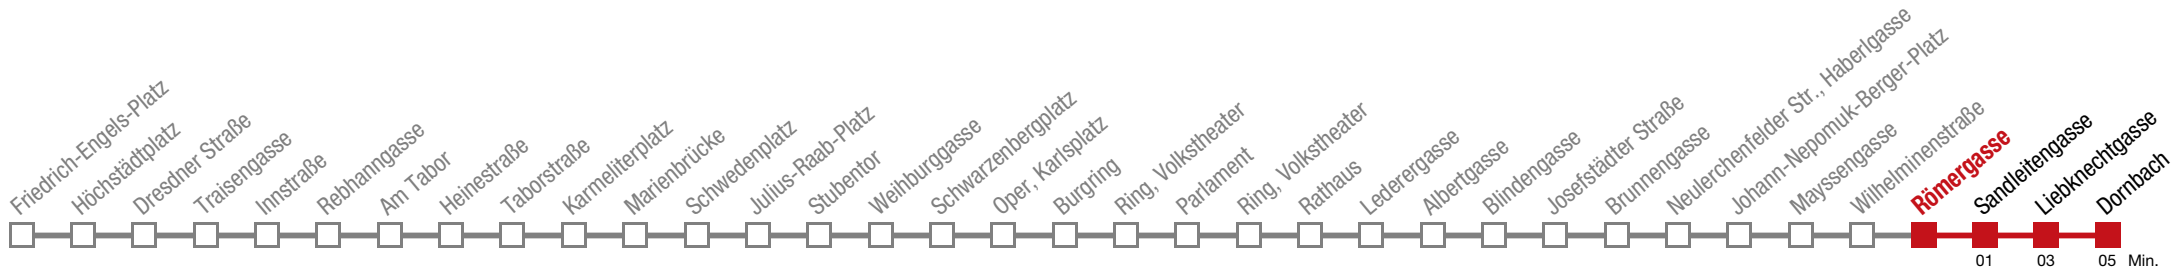 Friedrich-Engels-Platz
Höchstädtplatz
Dresdner Straße
Traisengasse
Innstraße
Rebhanngasse
Am Tabor
Heinestraße
Taborstraße
Karmeliterplatz
Marienbrücke
Schwedenplatz
Julius-Raab-Platz
Stubentor
Weihburggasse
Schwarzenbergplatz
Oper, Karlsplatz
Burgring
Ring, Volkstheater
Parlament
Ring, Volkstheater
Rathaus
Lederergasse
Albertgasse
Blindengasse
Josefstädter Straße
Brunnengasse
Neulerchenfelder Str., Haberlgasse
Johann-Nepomuk-Berger-Platz
Mayssengasse
Wilhelminenstraße
Römergasse
Sandleitengasse
Liebknechtgasse
Dornbach
01 03 05 Min.